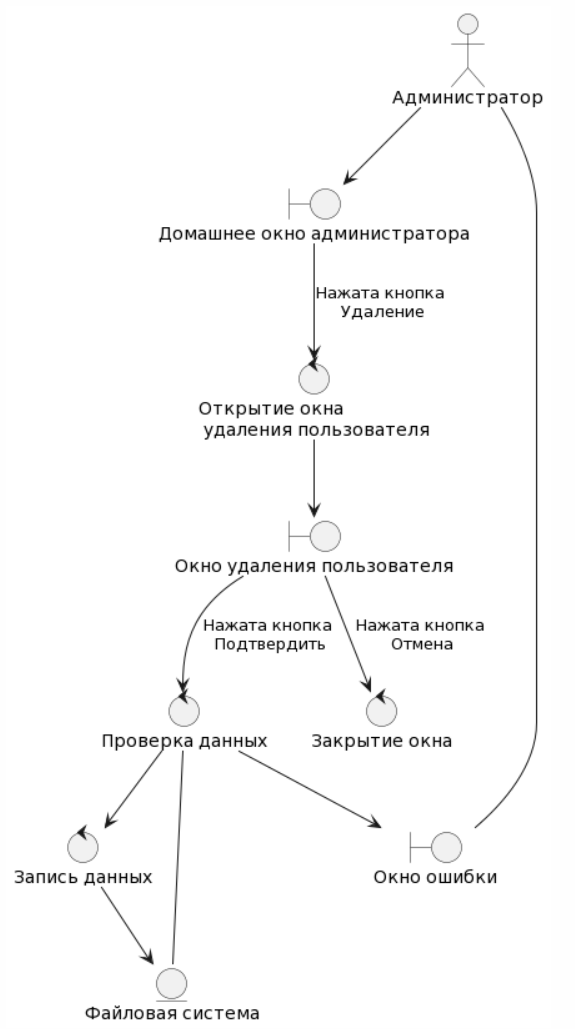 Администратор
Домашнее окно администратора
Нажата кнопка
Удаление
Открытие окна
удаления пользователя
Окно удаления пользователя
Нажата кнопка
Подтвердить
Нажата кнопка
Отмена
Проверка данных
Закрытие окна
Запись данных
Окно ошибки
Файловая система